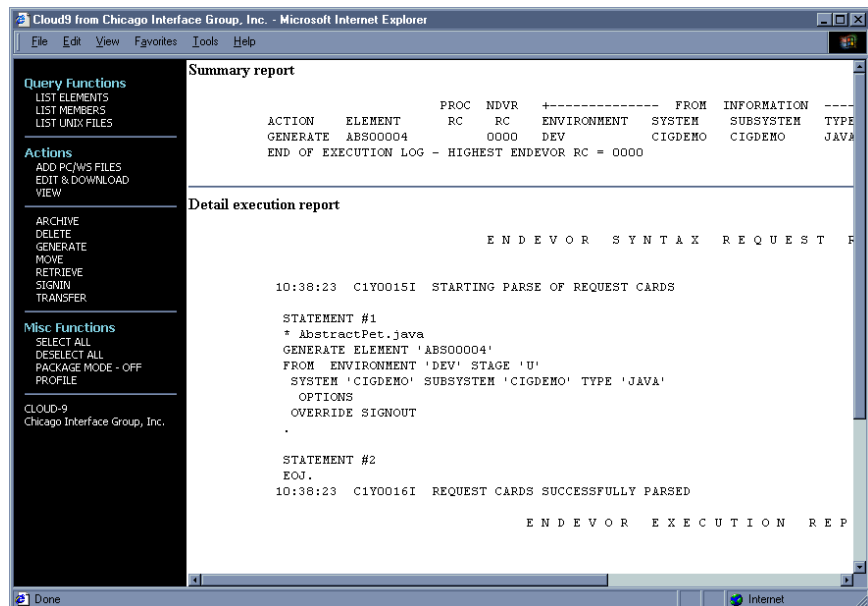 Cloud9 from Chicago Interface Group, Inc. - Microsoft Internet Explorer
File Edit View Favorites Tools Help
Query Functions
LIST ELEMENTS
LIST MEMBERS
LIST UNIX FILES
Actions
ADD PC/WS FILES
EDIT & DOWNLOAD
VIEW
ARCHIVE
DELETE
GENERATE
MOVE
RETRIEVE
SIGNIN
TRANSFER
Misc Functions
SELECT ALL
DESELECT ALL
PACKAGE MODE - OFF
PROFILE
CLOUD-9
Chicago Interface Group, Inc.
Summary report
PROC NDVR +-------------- FROM INFORMATION ----
ACTION ELEMENT RC RC ENVIRONMENT SYSTEM SUBSYSTEM TYPE
GENERATE ABS00004 0000 DEV CIGDEMO CIGDEMO JAVA
END OF EXECUTION LOG - HIGHEST ENDEVOR RC = 0000
Detail execution report
E N D E V O R S Y N T A X R E Q U E S T R
10:38:23 C1Y0015I STARTING PARSE OF REQUEST CARDS
STATEMENT #1
* AbstractPet.java
GENERATE ELEMENT 'ABS00004'
FROM ENVIRONMENT 'DEV' STAGE 'U'
SYSTEM 'CIGDEMO' SUBSYSTEM 'CIGDEMO' TYPE 'JAVA'
OPTIONS
OVERRIDE SIGNOUT
.
STATEMENT #2
EOJ.
10:38:23 C1Y0016I REQUEST CARDS SUCCESSFULLY PARSED
E N D E V O R E X E C U T I O N R E P
Done
Internet